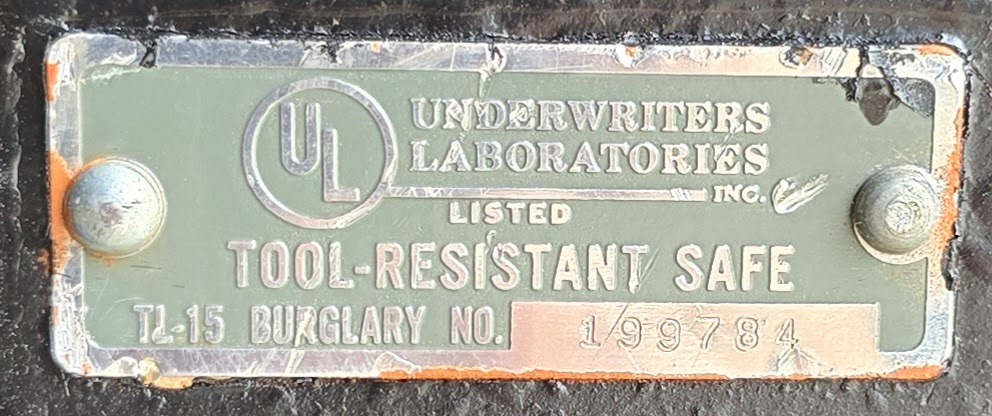 UL
UNDERWRITERS
LABORATORIES
INC.
LISTED
TOOL-RESISTANT SAFE
TL-15 BURGLARY NO. 199784